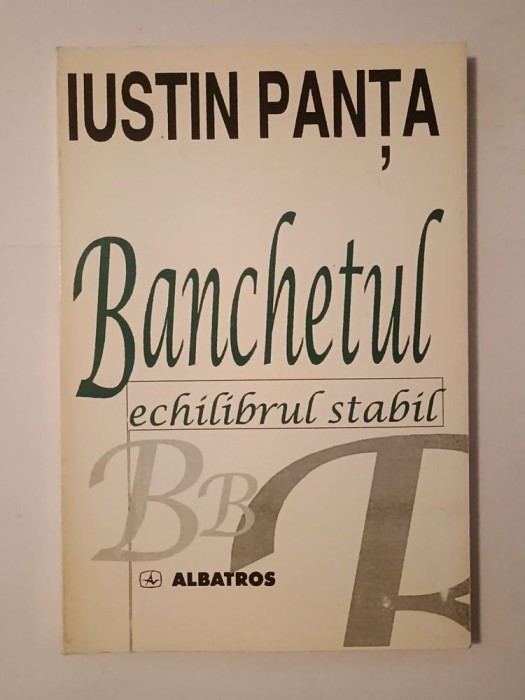 IUSTIN PANȚA
Banchetul
echilibrul stabil
B B B
ALBATROS